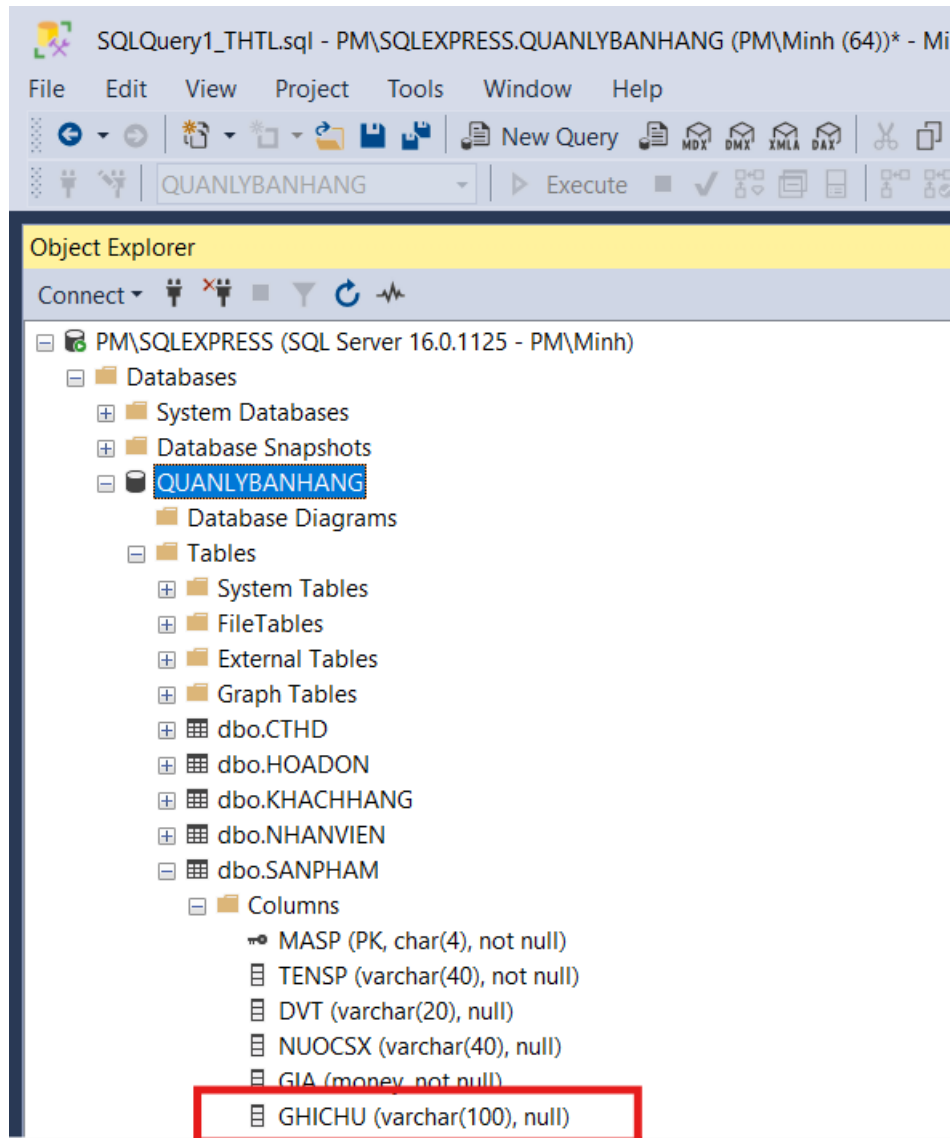 SQLQuery1_THTL.sql - PM\SQLEXPRESS.QUANLYBANHANG (PM\Minh (64))* - Mi
File Edit View Project Tools Window Help
New Query MDX DMX XMLA DAX
QUANLYBANHANG Execute
Object Explorer
Connect
PM\SQLEXPRESS (SQL Server 16.0.1125 - PM\Minh)
Databases
System Databases
Database Snapshots
QUANLYBANHANG
Database Diagrams
Tables
System Tables
FileTables
External Tables
Graph Tables
dbo.CTHD
dbo.HOADON
dbo.KHACHHANG
dbo.NHANVIEN
dbo.SANPHAM
Columns
MASP (PK, char(4), not null)
TENSP (varchar(40), not null)
DVT (varchar(20), null)
NUOCSX (varchar(40), null)
GIA (money, not null)
GHICHU (varchar(100), null)